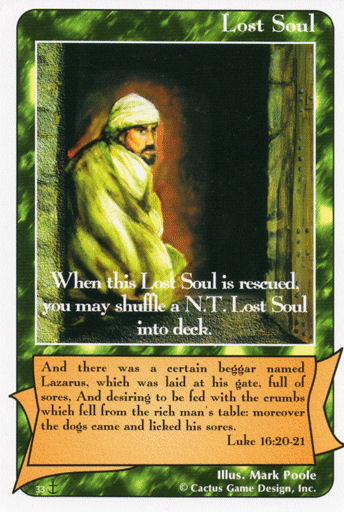 Lost Soul
When this Lost Soul is rescued,
you may shuffle a N.T. Lost Soul
into deck.
And there was a certain beggar named
Lazarus, which was laid at his gate, full of
sores, And desiring to be fed with the crumbs
which fell from the rich man's table: moreover
the dogs came and licked his sores.
Luke 16:20-21
Illus. Mark Poole
33
© Cactus Game Design, Inc.